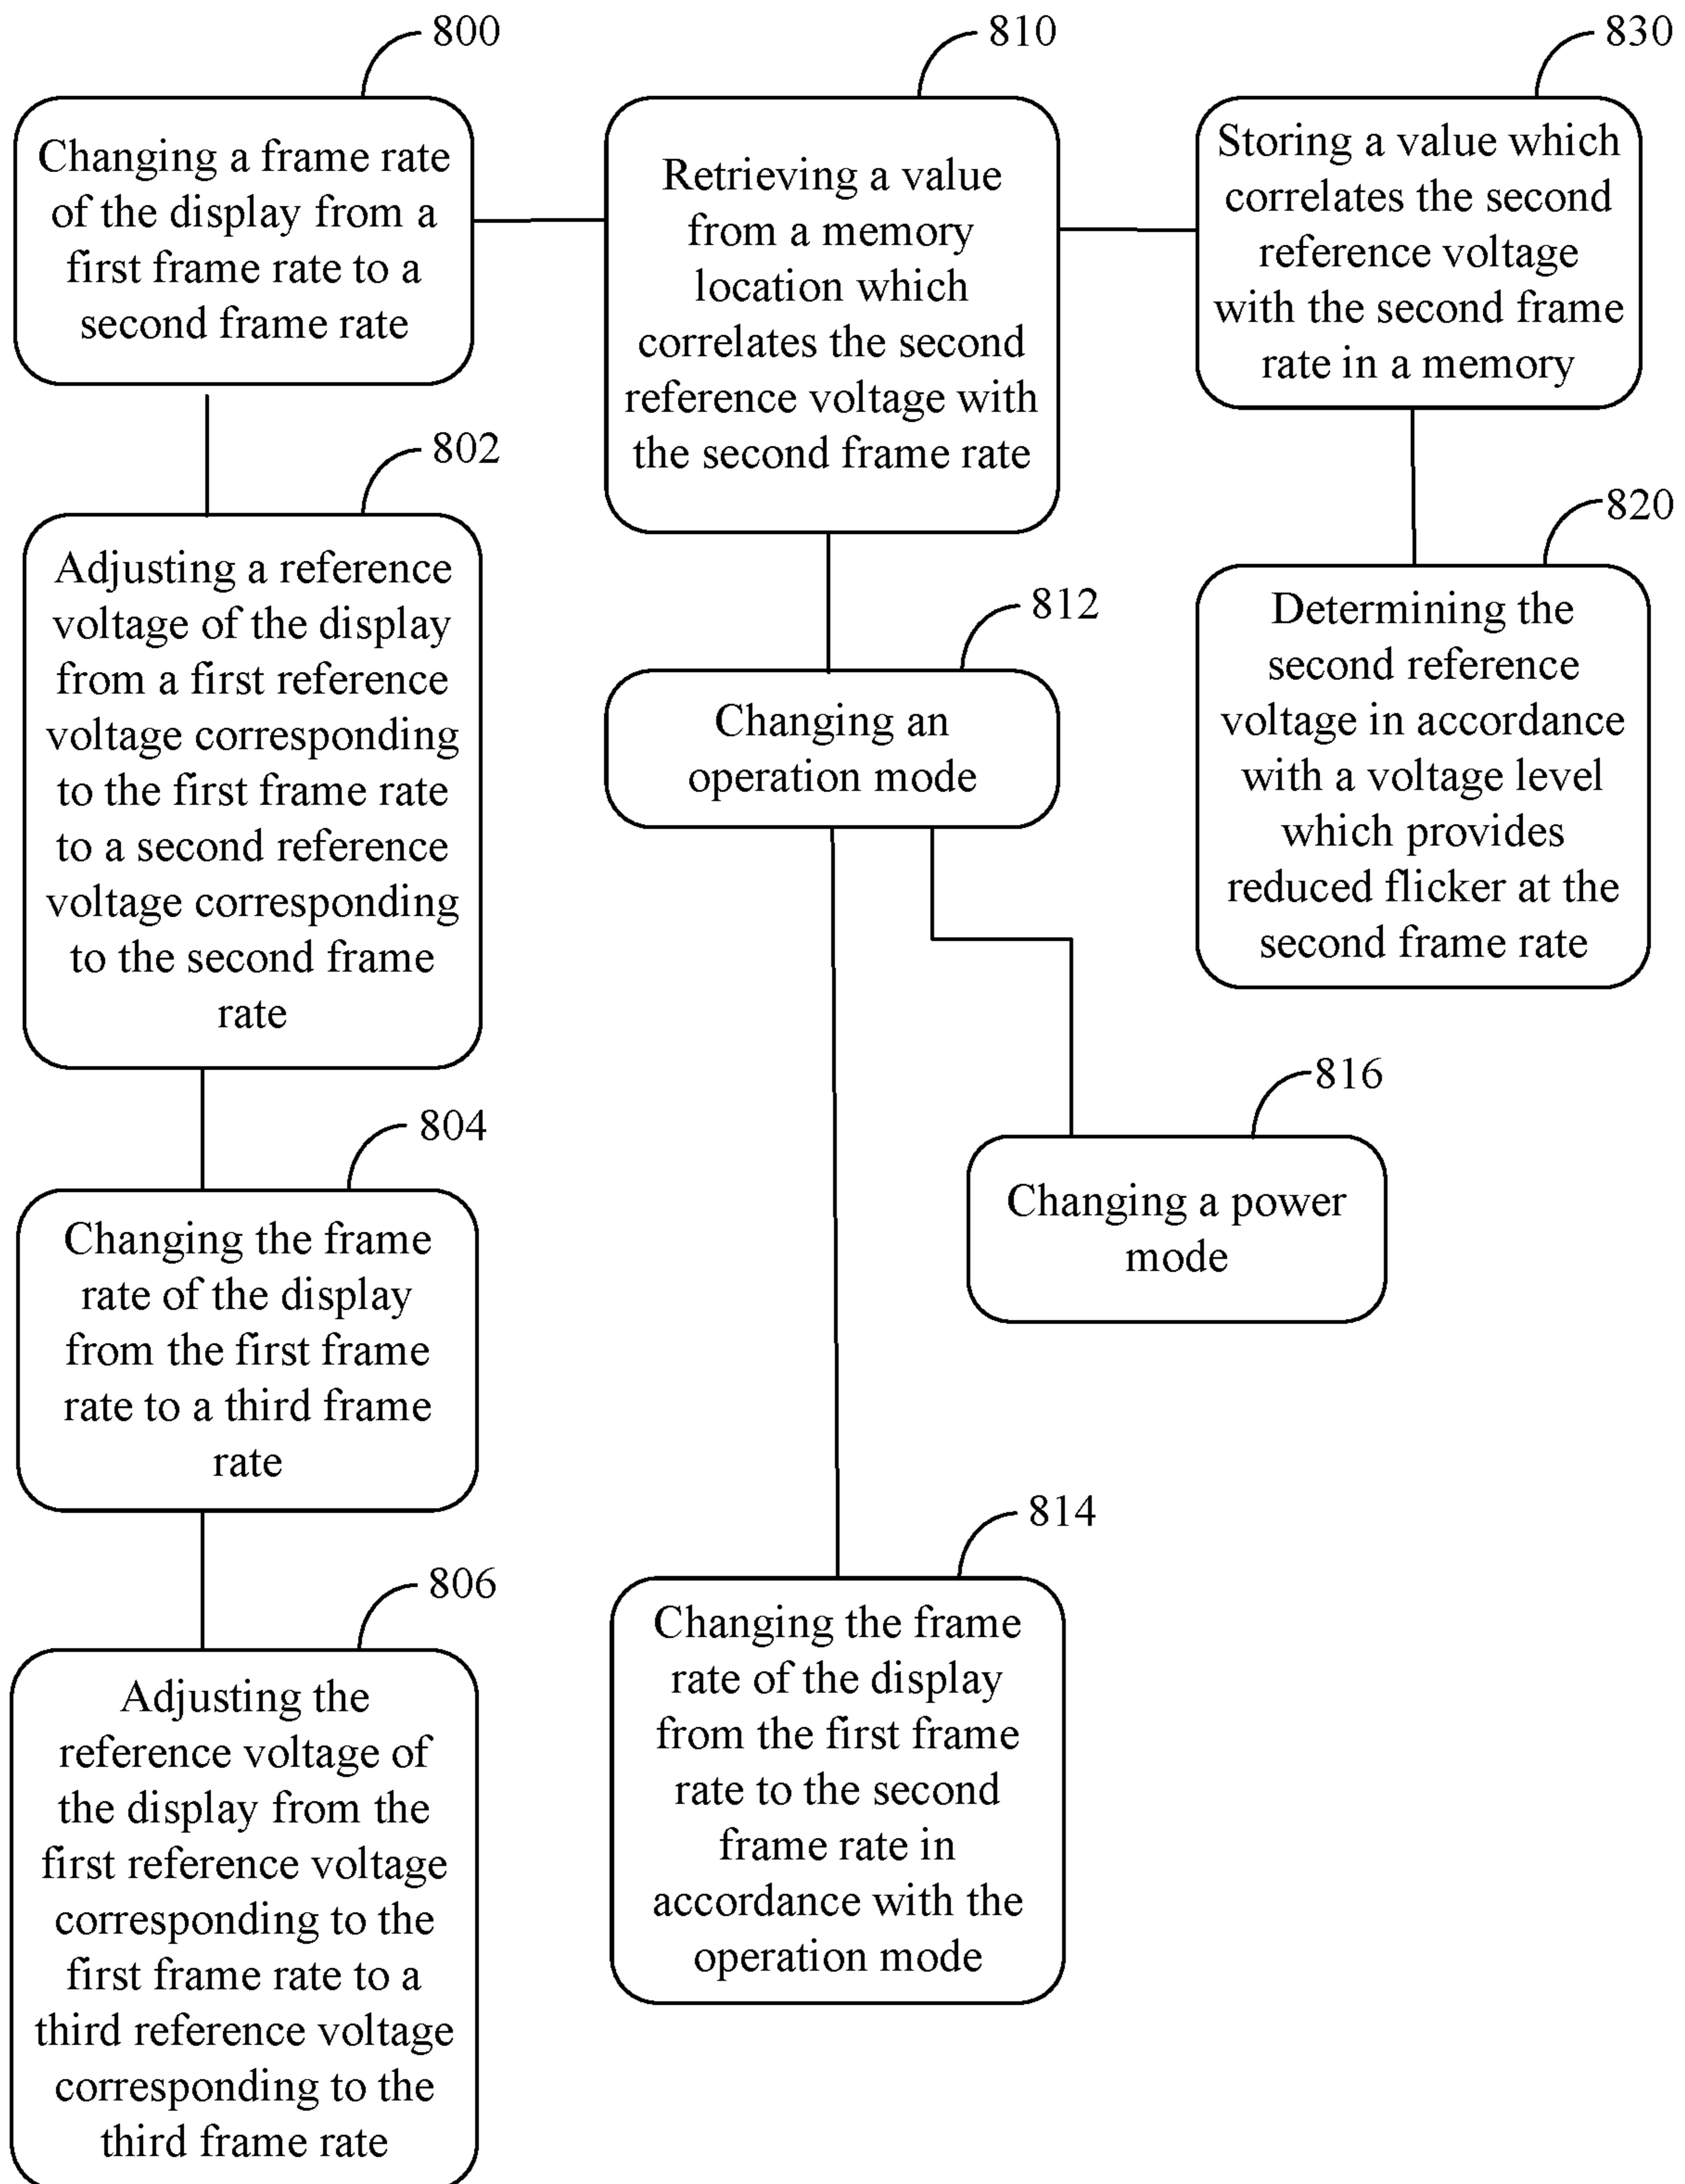 800
Changing a frame rate
of the display from a
first frame rate to a
second frame rate
802
Adjusting a reference
voltage of the display
from a first reference
voltage corresponding
to the first frame rate
to a second reference
voltage corresponding
to the second frame
rate
804
Changing the frame
rate of the display
from the first frame
rate to a third frame
rate
806
Adjusting the
reference voltage of
the display from the
first reference voltage
corresponding to the
first frame rate to a
third reference voltage
corresponding to the
third frame rate
810
Retrieving a value
from a memory
location which
correlates the second
reference voltage with
the second frame rate
812
Changing an
operation mode
816
Changing a power
mode
814
Changing the frame
rate of the display
from the first frame
rate to the second
frame rate in
accordance with the
operation mode
830
Storing a value which
correlates the second
reference voltage
with the second frame
rate in a memory
820
Determining the
second reference
voltage in accordance
with a voltage level
which provides
reduced flicker at the
second frame rate